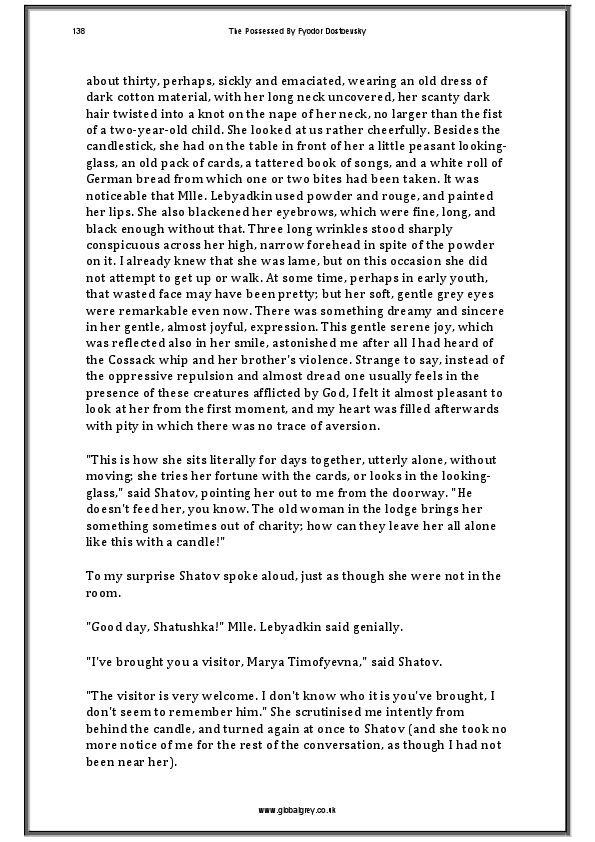 138
The Possessed By Fyodor Dostoevsky
about thirty, perhaps, sickly and emaciated, wearing an old dress of
dark cotton material, with her long neck uncovered, her scanty dark
hair twisted into a knot on the nape of her neck, no larger than the fist
of a two-year-old child. She looked at us rather cheerfully. Besides the
candlestick, she had on the table in front of her a little peasant looking-
glass, an old pack of cards, a tattered book of songs, and a white roll of
German bread from which one or two bites had been taken. It was
noticeable that Mlle. Lebyadkin used powder and rouge, and painted
her lips. She also blackened her eyebrows, which were fine, long, and
black enough without that. Three long wrinkles stood sharply
conspicuous across her high, narrow forehead in spite of the powder
on it. I already knew that she was lame, but on this occasion she did
not attempt to get up or walk. At some time, perhaps in early youth,
that wasted face may have been pretty; but her soft, gentle grey eyes
were remarkable even now. There was something dreamy and sincere
in her gentle, almost joyful, expression. This gentle serene joy, which
was reflected also in her smile, astonished me after all I had heard of
the Cossack whip and her brother's violence. Strange to say, instead of
the oppressive repulsion and almost dread one usually feels in the
presence of these creatures afflicted by God, I felt it almost pleasant to
look at her from the first moment, and my heart was filled afterwards
with pity in which there was no trace of aversion.
"This is how she sits literally for days together, utterly alone, without
moving; she tries her fortune with the cards, or looks in the looking-
glass," said Shatov, pointing her out to me from the doorway. "He
doesn't feed her, you know. The old woman in the lodge brings her
something sometimes out of charity; how can they leave her all alone
like this with a candle!"
To my surprise Shatov spoke aloud, just as though she were not in the
room.
"Good day, Shatushka!" Mlle. Lebyadkin said genially.
"I've brought you a visitor, Marya Timofyevna," said Shatov.
"The visitor is very welcome. I don't know who it is you've brought, I
don't seem to remember him." She scrutinised me intently from
behind the candle, and turned again at once to Shatov (and she took no
more notice of me for the rest of the conversation, as though I had not
been near her).
www.globalgrey.co.uk